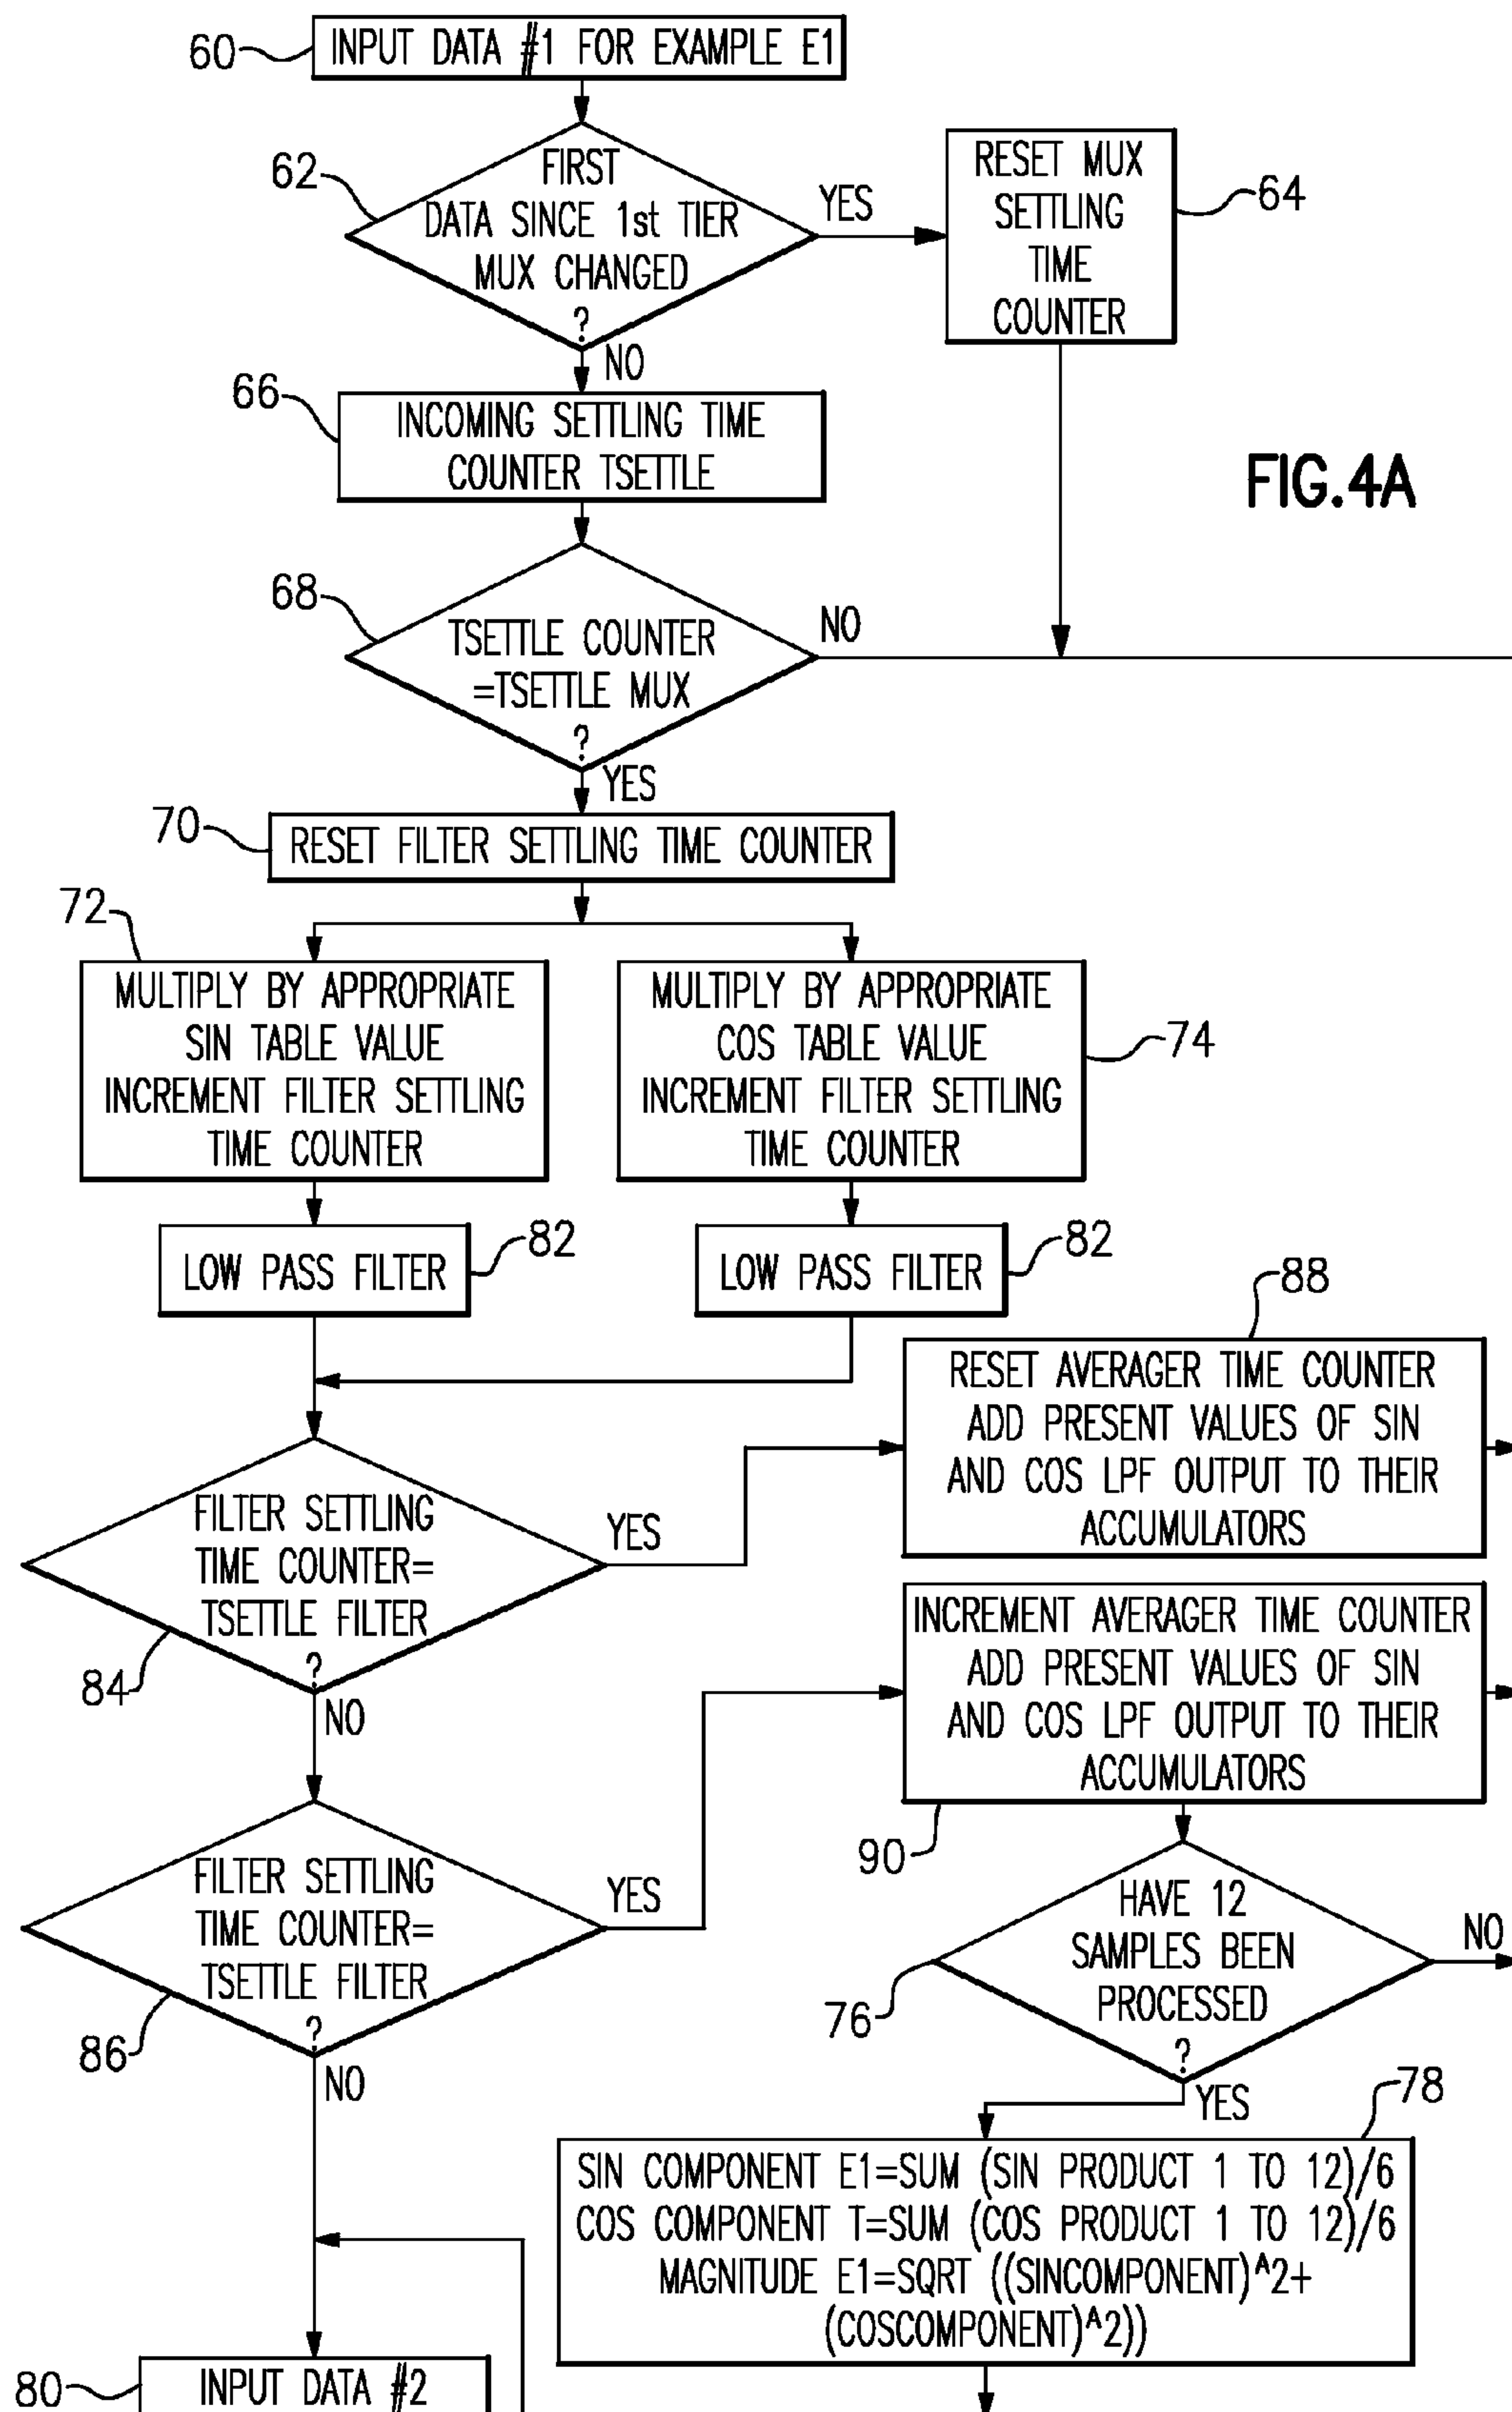 60
INPUT DATA #1 FOR EXAMPLE E1
62
FIRST
DATA SINCE 1st TIER
MUX CHANGED
?
YES
NO
RESET MUX
SETTLING
TIME
COUNTER
64
66
INCOMING SETTLING TIME
COUNTER TSETTLE
FIG.4A
68
TSETTLE COUNTER
=TSETTLE MUX
?
NO
YES
70
RESET FILTER SETTLING TIME COUNTER
72
MULTIPLY BY APPROPRIATE
SIN TABLE VALUE
INCREMENT FILTER SETTLING
TIME COUNTER
MULTIPLY BY APPROPRIATE
COS TABLE VALUE
INCREMENT FILTER SETTLING
TIME COUNTER
74
LOW PASS FILTER
82
LOW PASS FILTER
82
88
RESET AVERAGER TIME COUNTER
ADD PRESENT VALUES OF SIN
AND COS LPF OUTPUT TO THEIR
ACCUMULATORS
FILTER SETTLING
TIME COUNTER=
TSETTLE FILTER
?
84
YES
NO
INCREMENT AVERAGER TIME COUNTER
ADD PRESENT VALUES OF SIN
AND COS LPF OUTPUT TO THEIR
ACCUMULATORS
90
FILTER SETTLING
TIME COUNTER=
TSETTLE FILTER
?
86
YES
NO
HAVE 12
SAMPLES BEEN
PROCESSED
?
76
NO
YES
78
SIN COMPONENT E1=SUM (SIN PRODUCT 1 TO 12)/6
COS COMPONENT T=SUM (COS PRODUCT 1 TO 12)/6
MAGNITUDE E1=SQRT ((SINCOMPONENT)^2+
(COSCOMPONENT)^2))
80
INPUT DATA #2